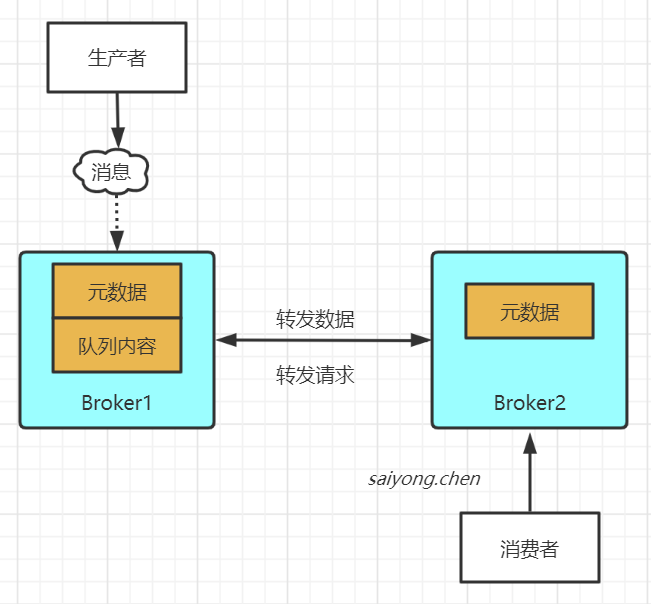 生产者
消息
元数据
队列内容
Broker1
转发数据
转发请求
元数据
Broker2
saiyong.chen
消费者